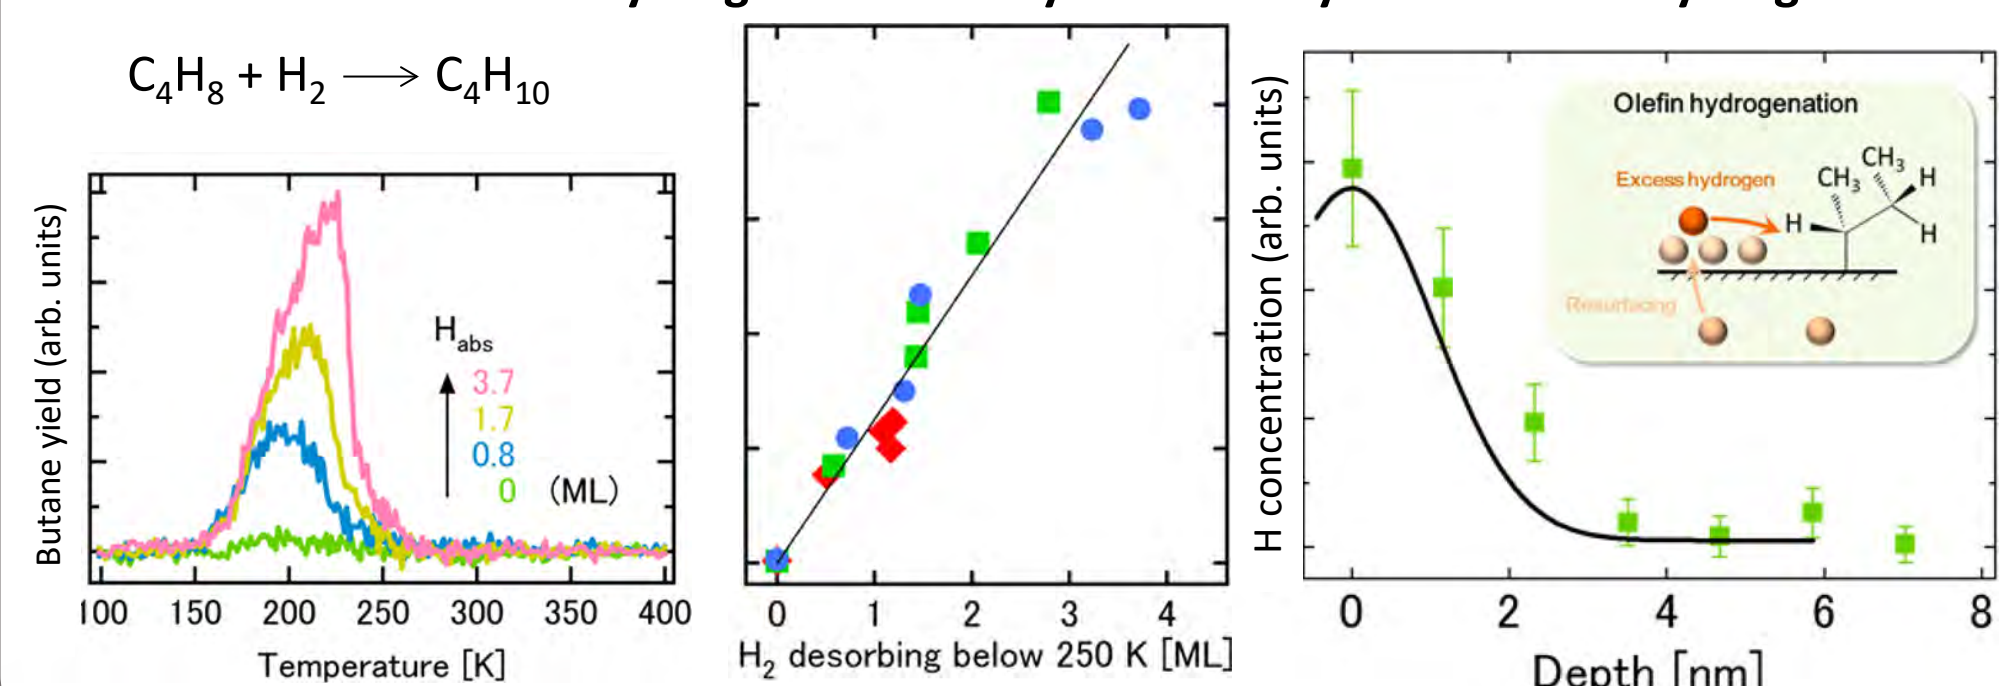 C₄H₈ + H₂ ⟶ C₄H₁₀
Butane yield (arb. units)
H_abs
3.7
1.7
0.8
0 (ML)
100 150 200 250 300 350 400
Temperature [K]
0 1 2 3 4
H₂ desorbing below 250 K [ML]
H concentration (arb. units)
Olefin hydrogenation
Excess hydrogen
Resurfacing
CH₃
CH₃
H
H
H
0 2 4 6 8
Depth [nm]